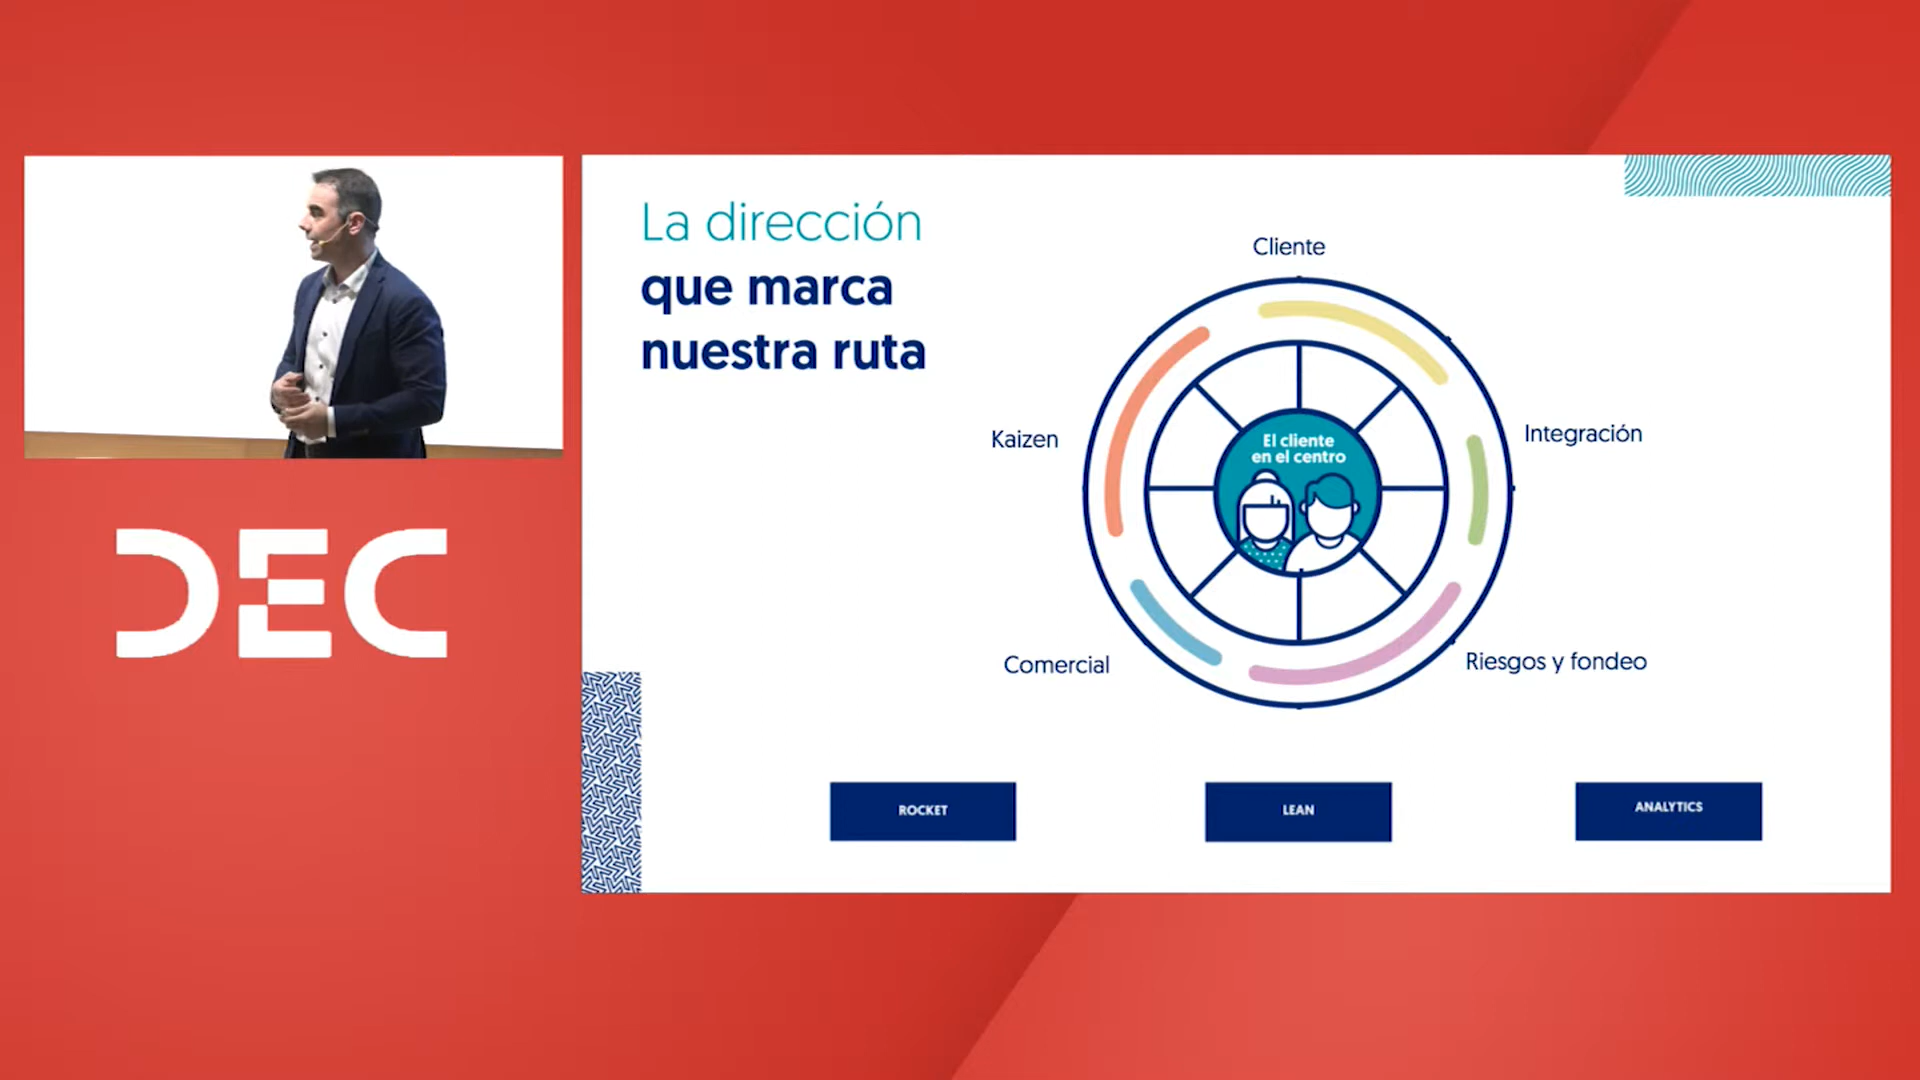 DEC
La dirección
que marca
nuestra ruta
Cliente
Kaizen
Integración
El cliente
en el centro
Comercial
Riesgos y fondeo
ROCKET
LEAN
ANALYTICS